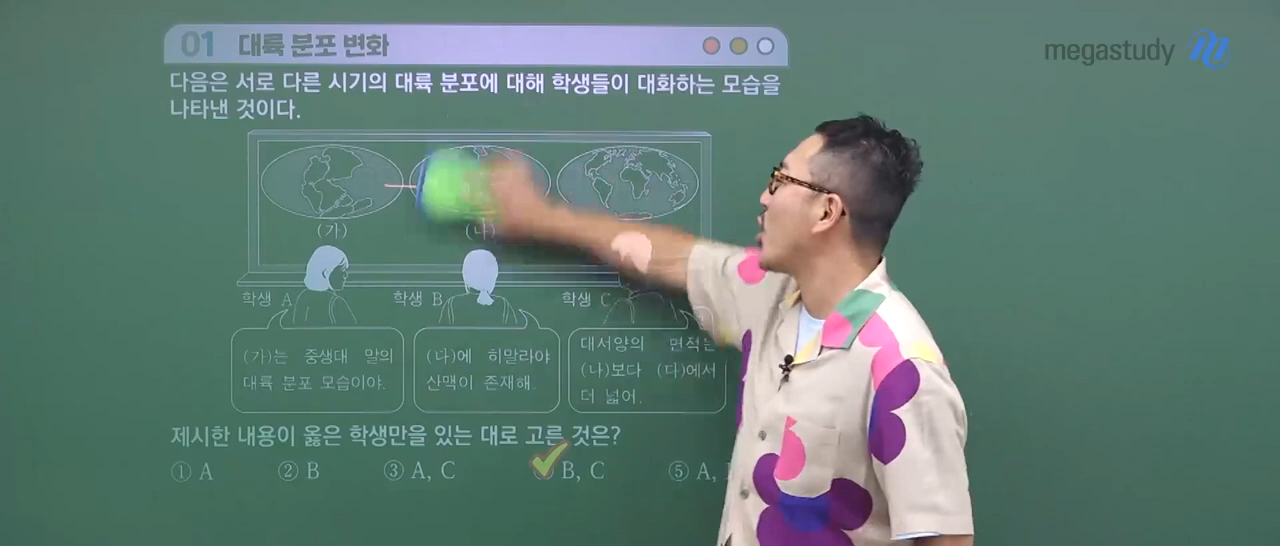 01 대륙 분포 변화
megastudy
다음은 서로 다른 시기의 대륙 분포에 대해 학생들이 대화하는 모습을
나타낸 것이다.
(가)
(나)
학생 A
학생 B
학생 C
(가)는 중생대 말의
대륙 분포 모습이야.
(나)에 히말라야
산맥이 존재해.
대서양의 면적은
(나)보다 (다)에서
더 넓어.
제시한 내용이 옳은 학생만을 있는 대로 고른 것은?
① A ② B ③ A, C B, C ⑤ A,